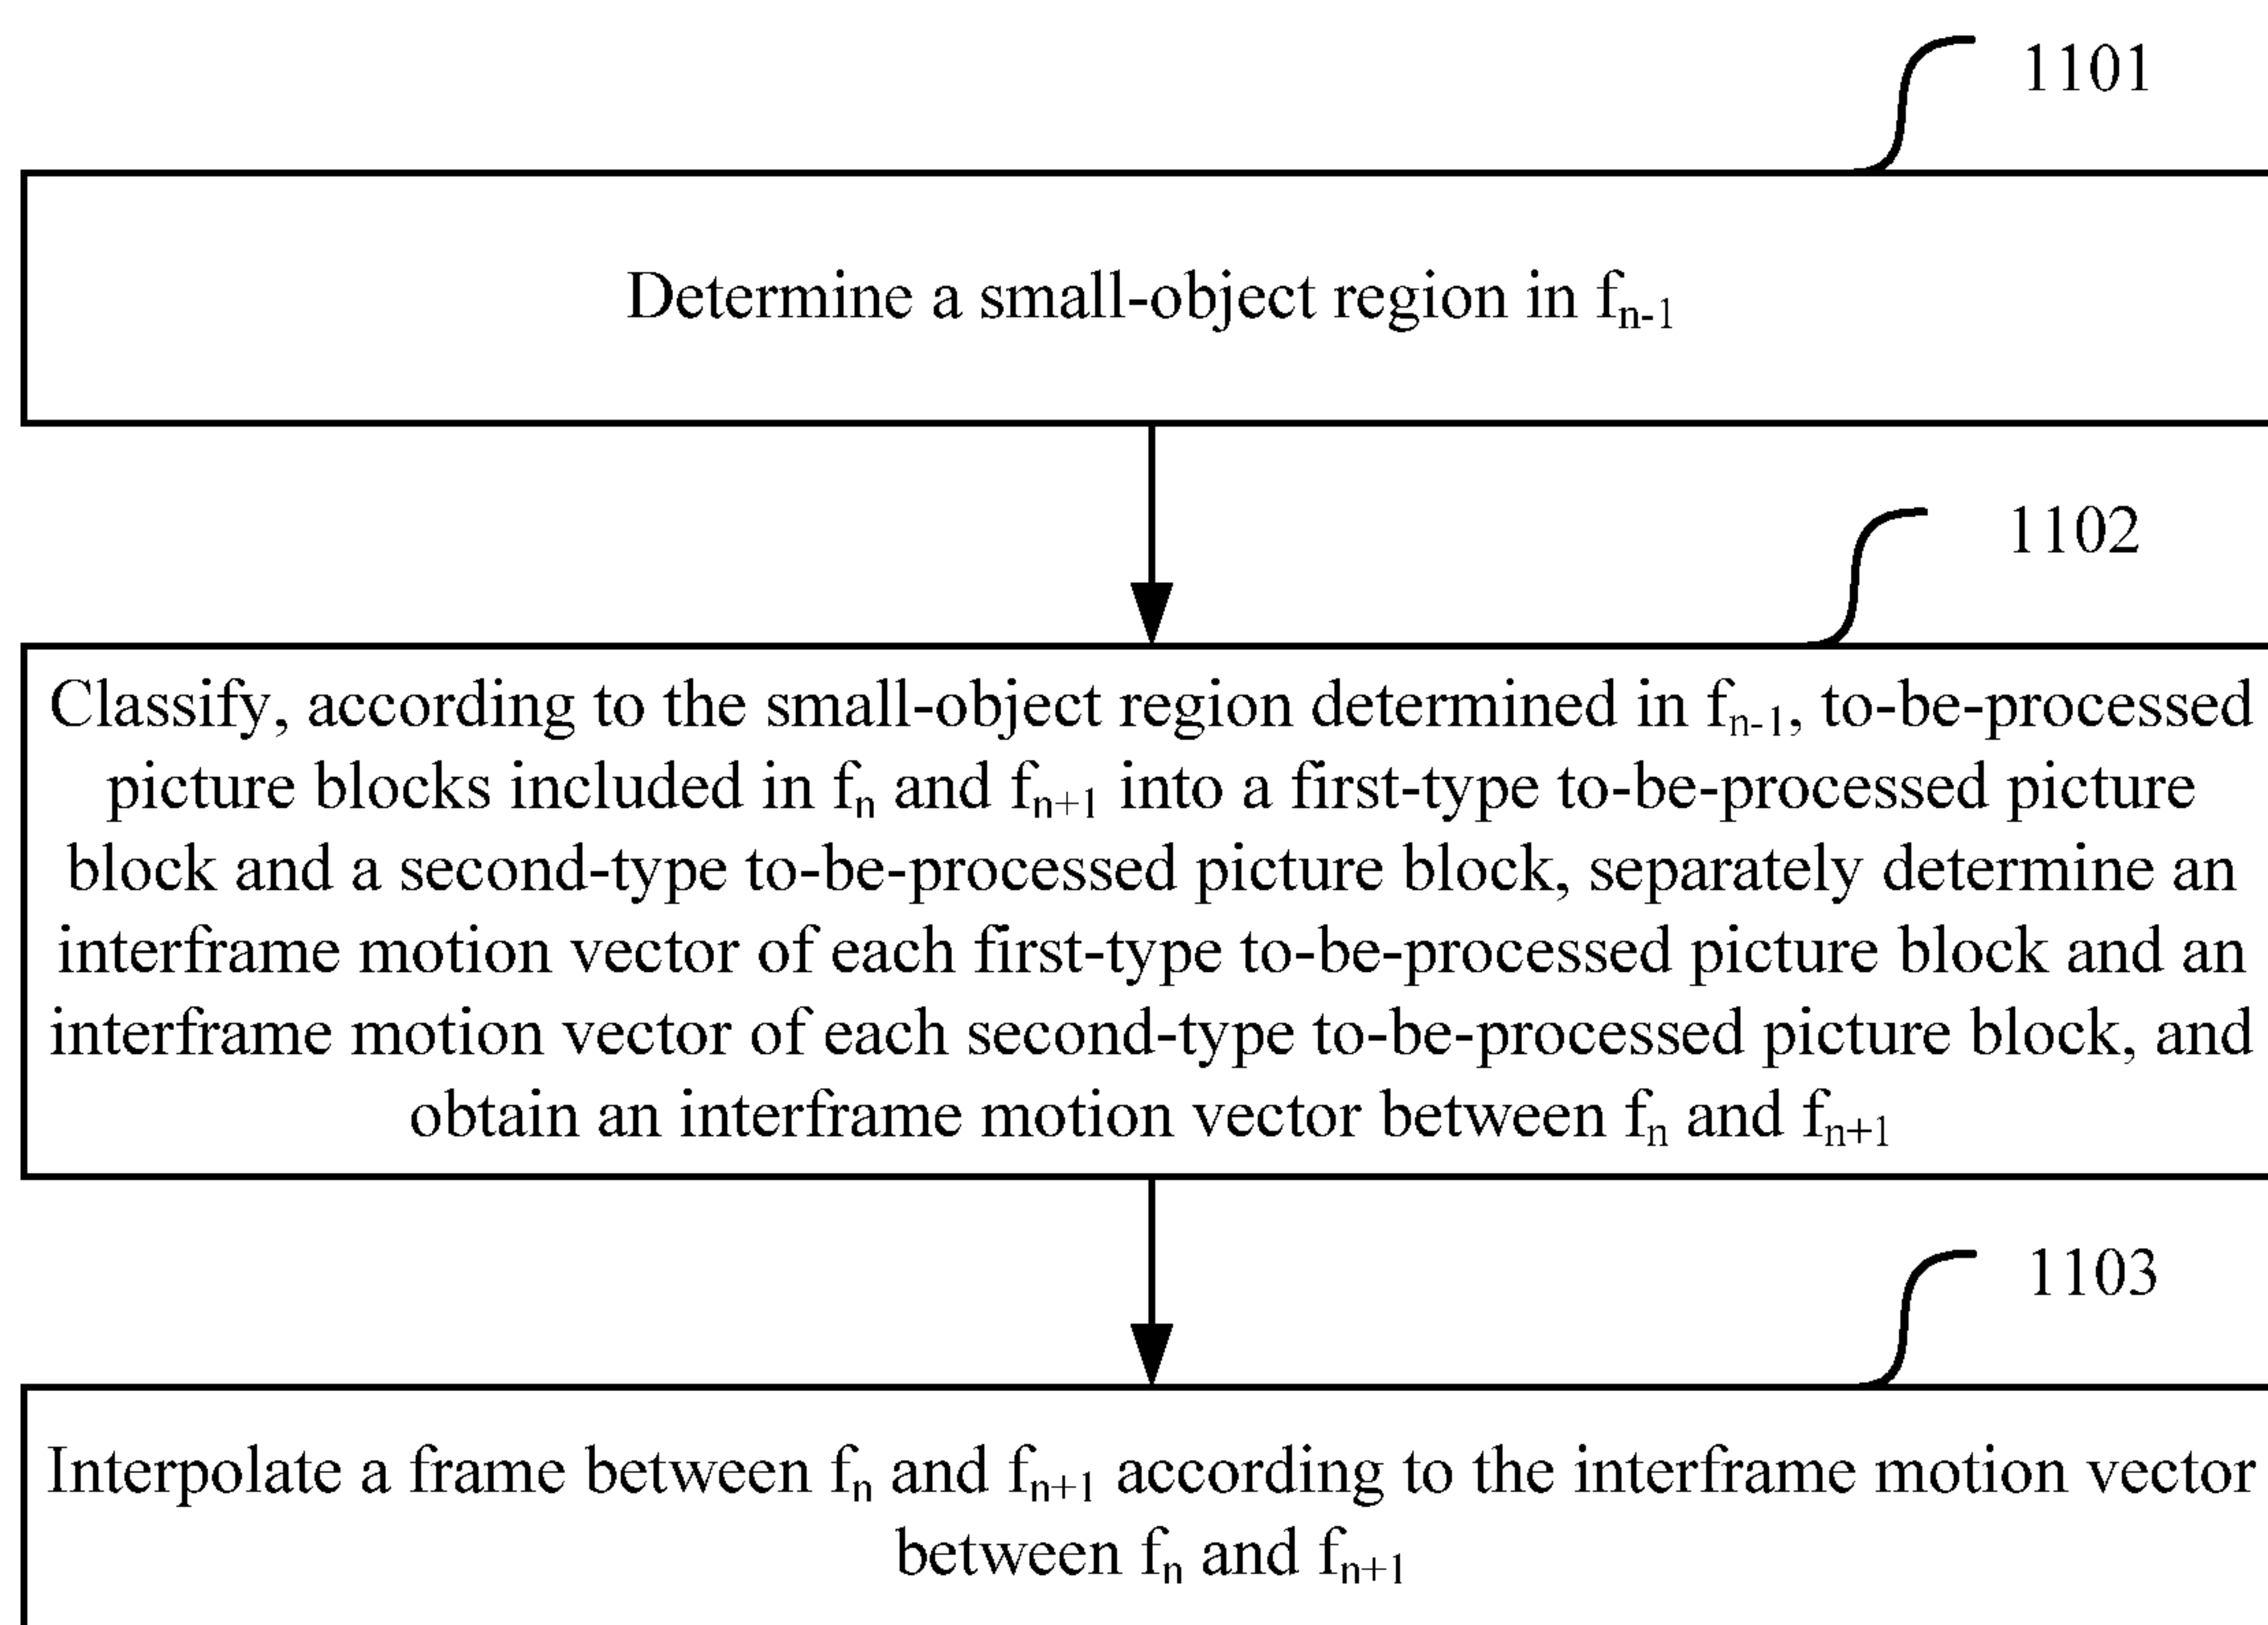 1101
Determine a small-object region in fn-1
1102
Classify, according to the small-object region determined in fn-1, to-be-processed
picture blocks included in fn and fn+1 into a first-type to-be-processed picture
block and a second-type to-be-processed picture block, separately determine an
interframe motion vector of each first-type to-be-processed picture block and an
interframe motion vector of each second-type to-be-processed picture block, and
obtain an interframe motion vector between fn and fn+1
1103
Interpolate a frame between fn and fn+1 according to the interframe motion vector
between fn and fn+1